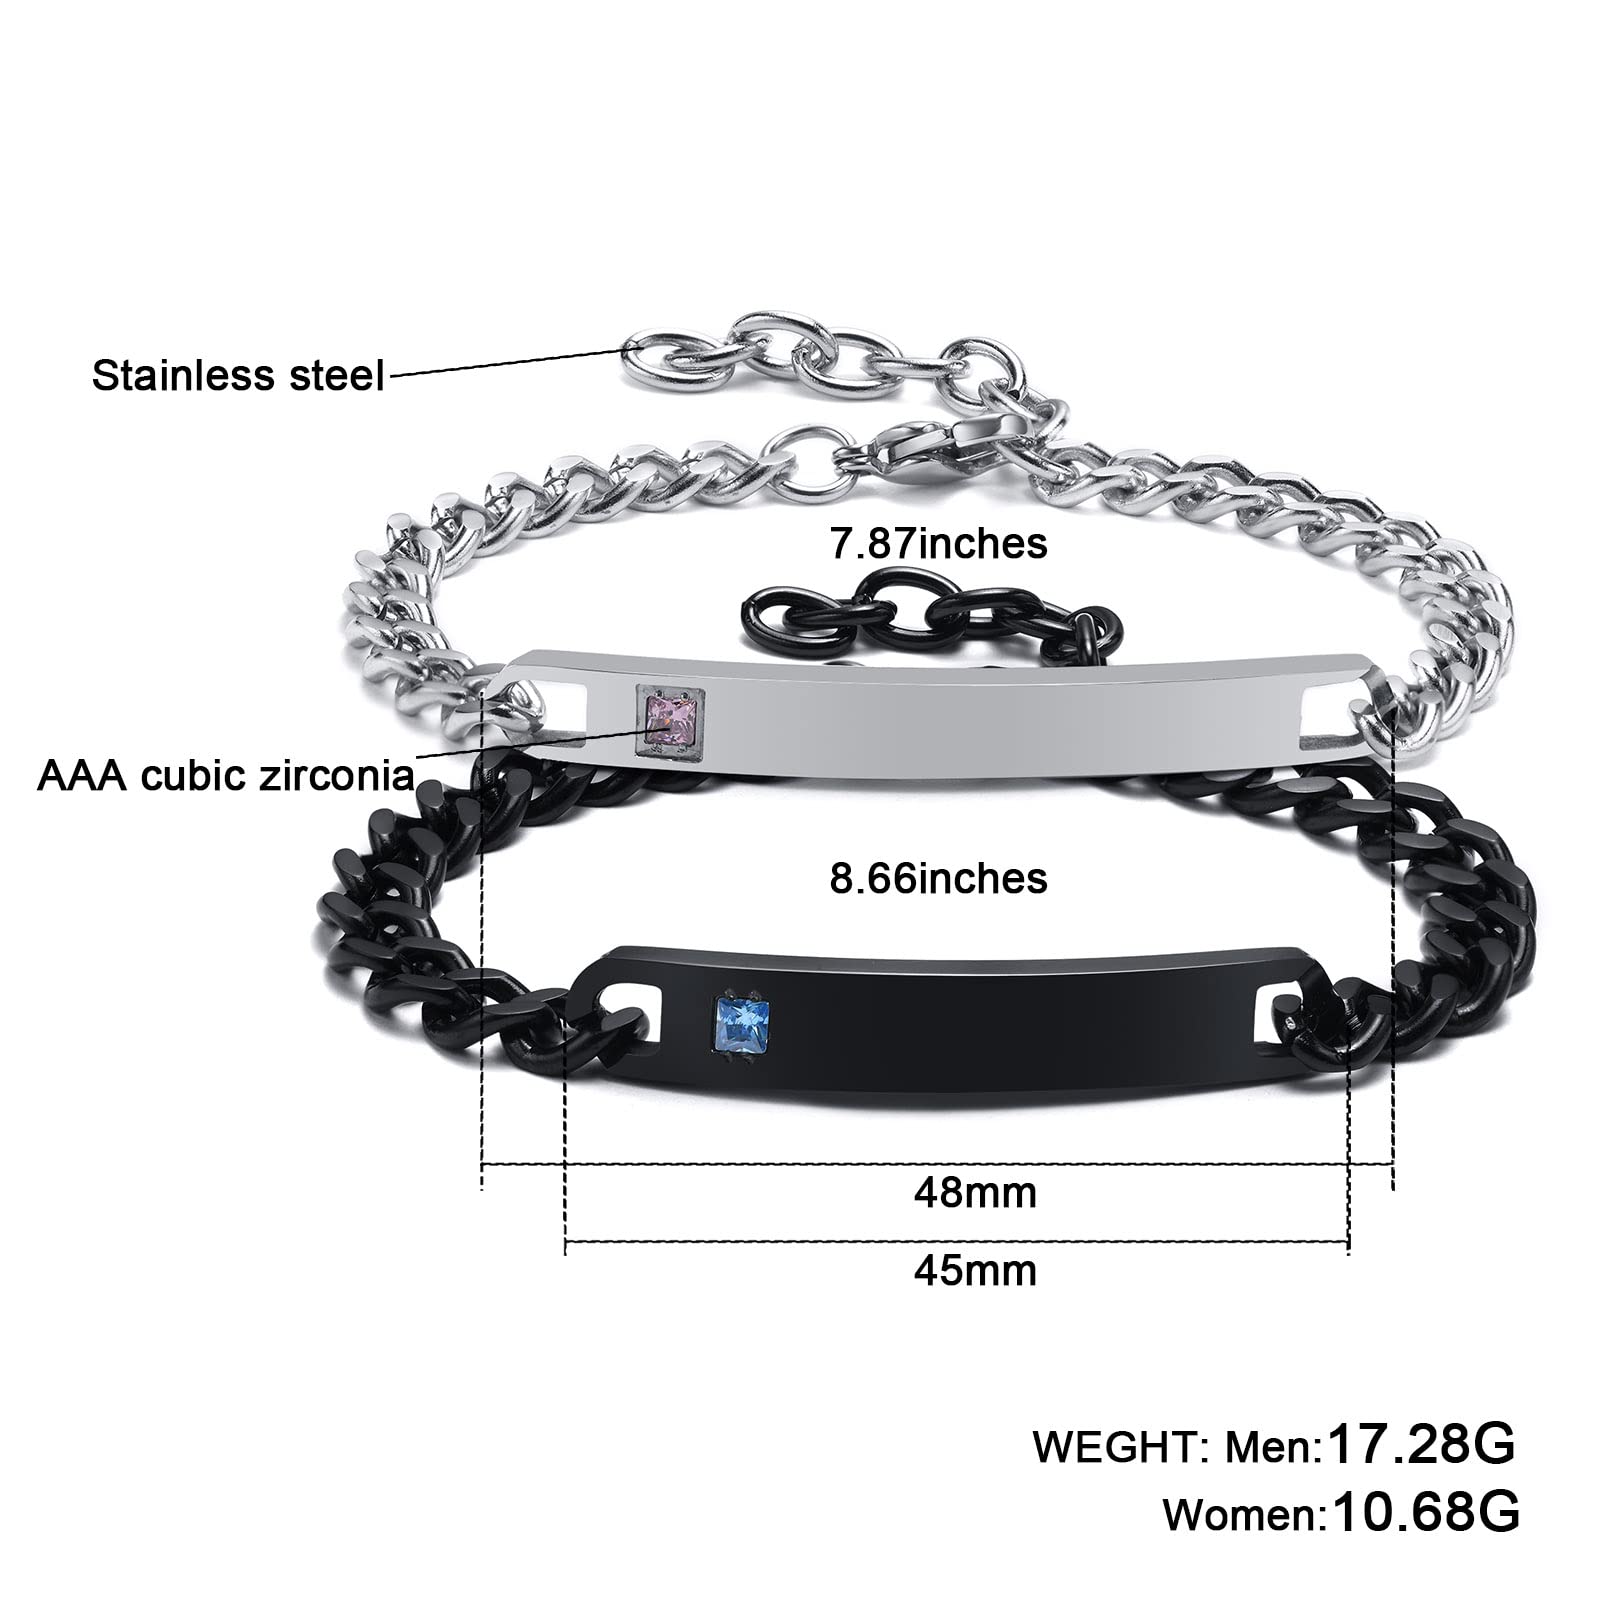 Stainless steel
7.87inches
AAA cubic zirconia
8.66inches
48mm
45mm
WEGHT: Men:17.28G
Women:10.68G